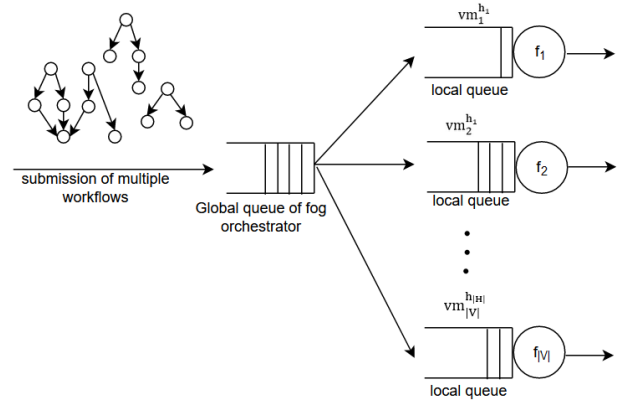 submission of multiple
workflows
Global queue of fog
orchestrator
vm₁^h₁
f₁
local queue
vm₂^h₁
f₂
local queue
vm_|V|^h_|H|
f_|V|
local queue